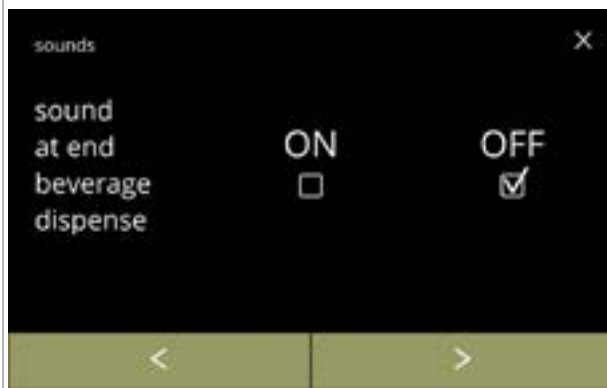 sounds
×
sound
at end
beverage
dispense
ON
OFF
<
>